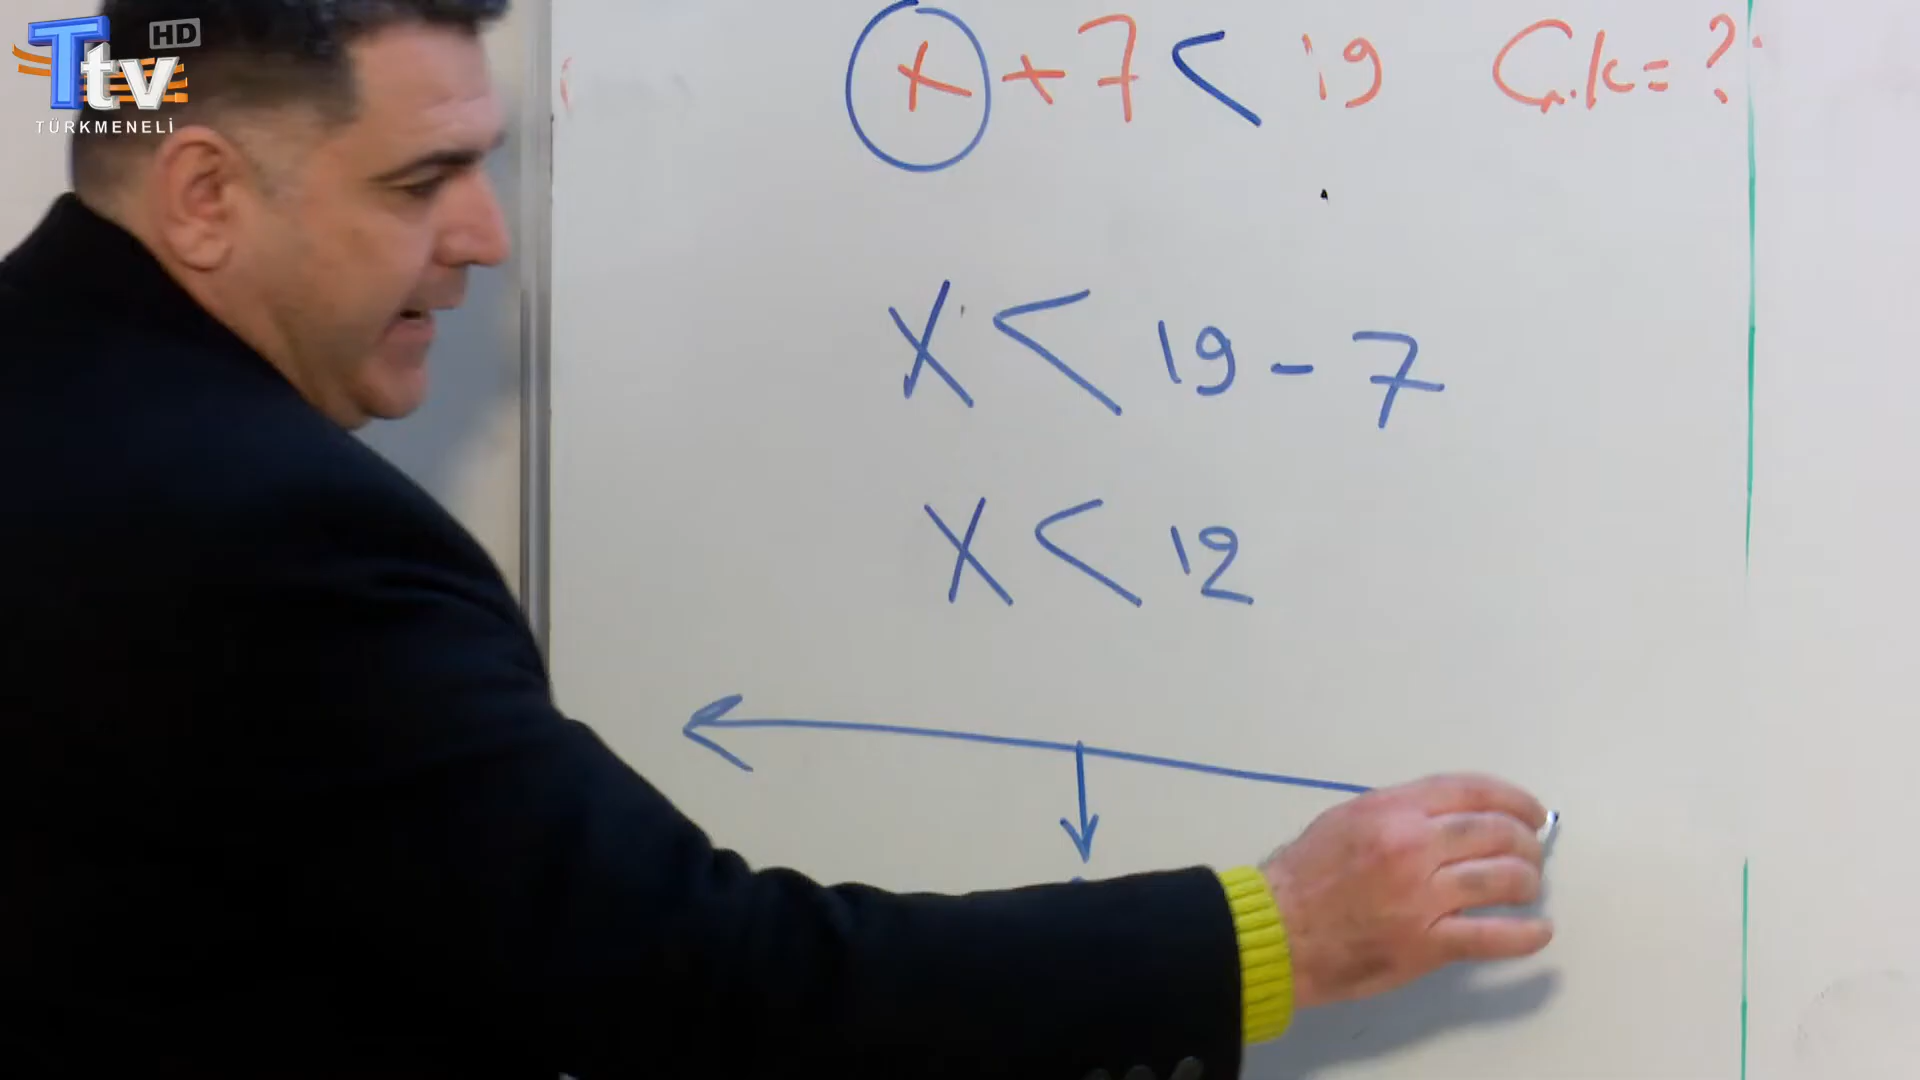 HD
Ttv
TÜRKMENELİ
x + 7 < 19 Ç.k = ?
x < 19 - 7
x < 12